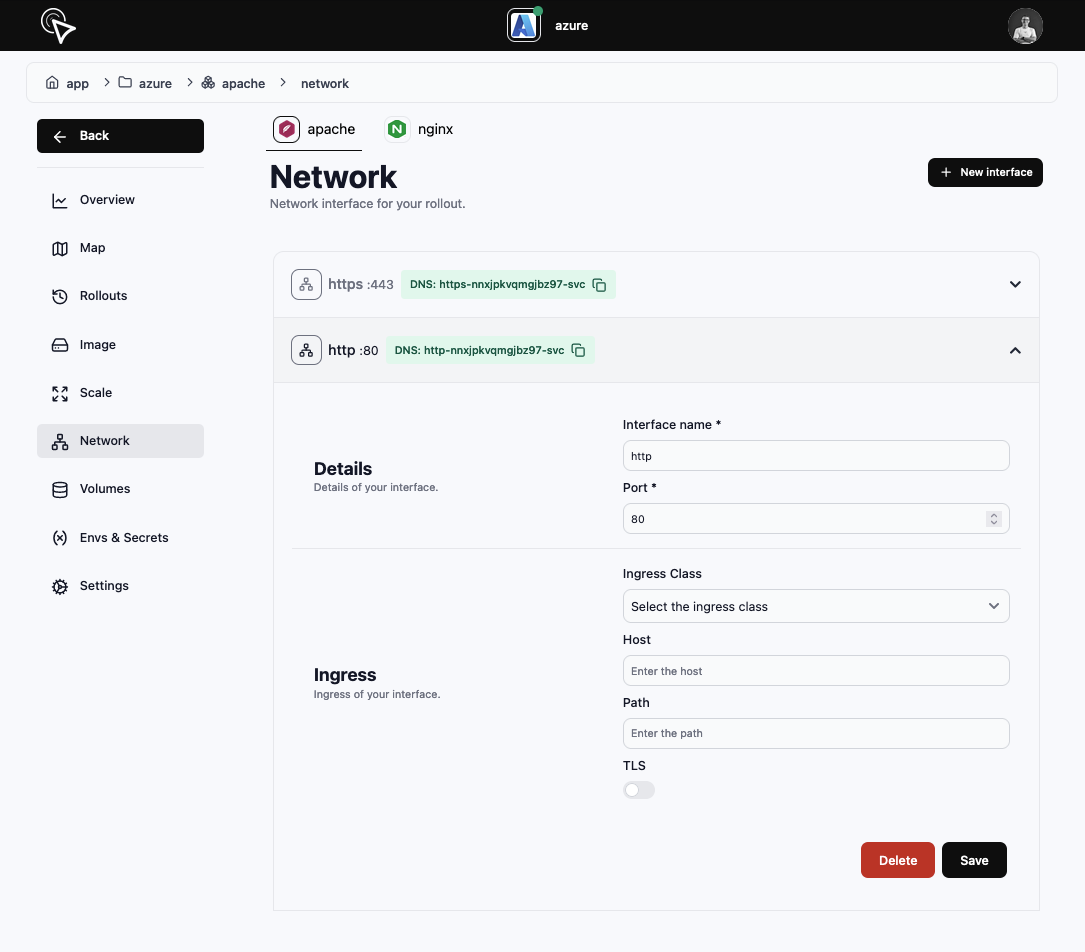 azure
app
azure
apache
network
Back
apache
nginx
Network
Network interface for your rollout.
New interface
Overview
Map
Rollouts
Image
Scale
Network
Volumes
Envs & Secrets
Settings
https :443 DNS: https-nnxjpkvqmgjbz97-svc
http :80 DNS: http-nnxjpkvqmgjbz97-svc
Details
Details of your interface.
Interface name *
http
Port *
80
Ingress
Ingress of your interface.
Ingress Class
Select the ingress class
Host
Enter the host
Path
Enter the path
TLS
Delete
Save